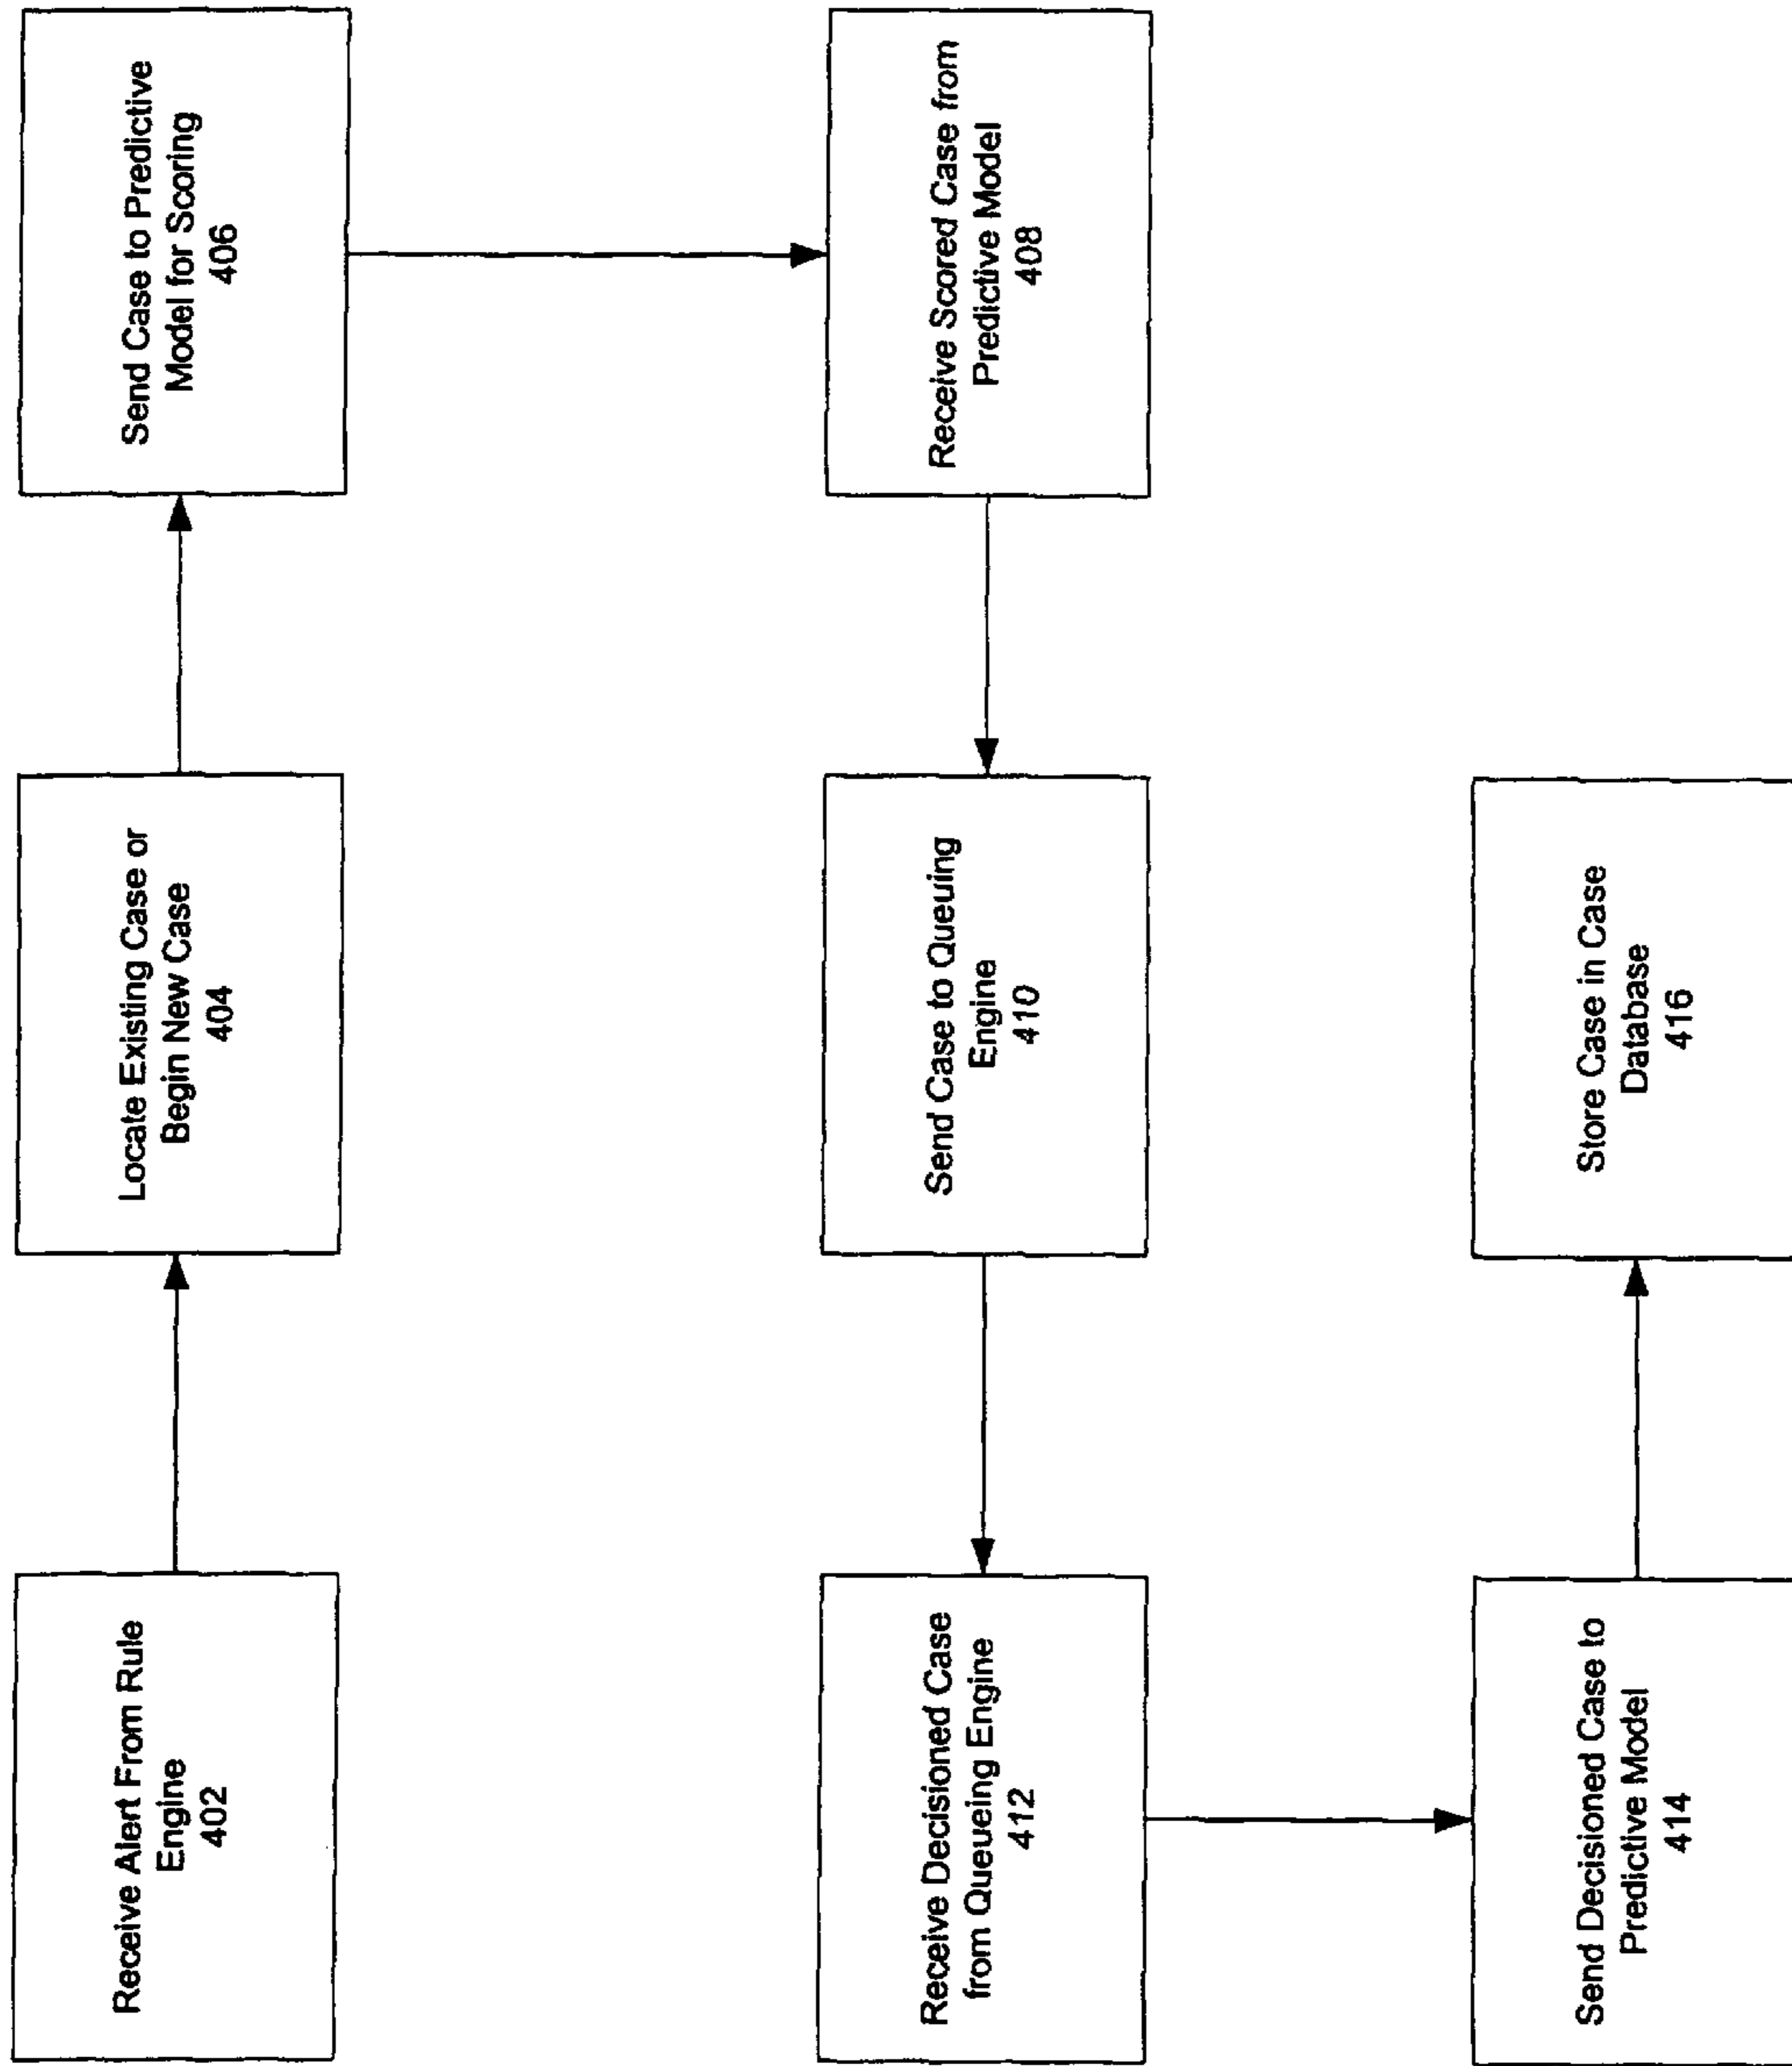 Receive Alert From Rule
Engine
402
Locate Existing Case or
Begin New Case
404
Send Case to Predictive
Model for Scoring
406
Receive Scored Case from
Predictive Model
408
Send Case to Queuing
Engine
410
Receive Decisioned Case
from Queueing Engine
412
Send Decisioned Case to
Predictive Model
414
Store Case in Case
Database
416